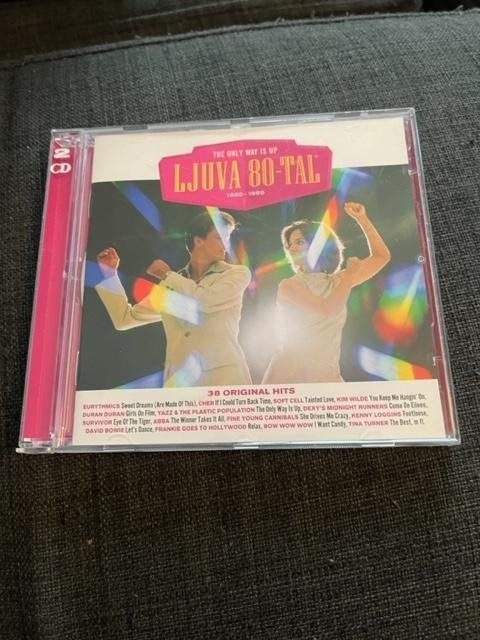 2
CD
THE ONLY WAY IS UP
LJUVA 80-TAL
1980-1989
38 ORIGINAL HITS
EURYTHMICS Sweet Dreams (Are Made Of This), CHER If I Could Turn Back Time, SOFT CELL Tainted Love, KIM WILDE You Keep Me Hangin' On,
DURAN DURAN Girls On Film, YAZZ & THE PLASTIC POPULATION The Only Way Is Up, DEXY'S MIDNIGHT RUNNERS Come On Eileen,
SURVIVOR Eye Of The Tiger, ABBA The Winner Takes It All, FINE YOUNG CANNIBALS She Drives Me Crazy, KENNY LOGGINS Footloose,
DAVID BOWIE Let's Dance, FRANKIE GOES TO HOLLYWOOD Relax, BOW WOW WOW I Want Candy, TINA TURNER The Best, m fl.